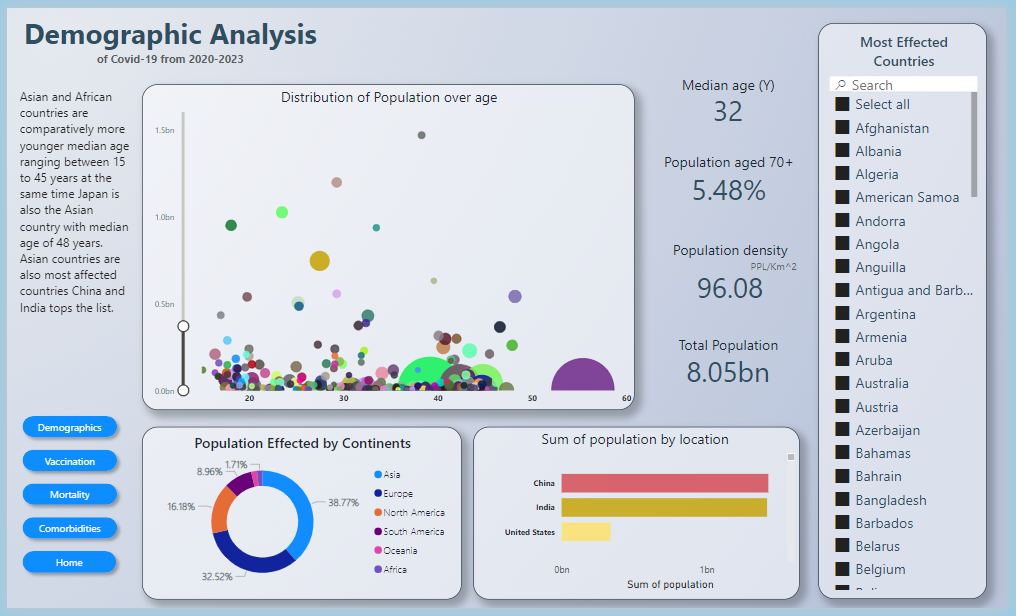 Demographic Analysis
of Covid-19 from 2020-2023
Asian and African
countries are
comparatively more
younger median age
ranging between 15
to 45 years at the
same time Japan is
also the Asian
country with median
age of 48 years.
Asian countries are
also most affected
countries China and
India tops the list.
Demographics
Vaccination
Mortality
Comorbidities
Home
Distribution of Population over age
1.5bn
1.0bn
0.5bn
0.0bn
20
30
40
50
60
Median age (Y)
32
Population aged 70+
5.48%
Population density
PPL/Km^2
96.08
Total Population
8.05bn
Population Effected by Continents
1.71%
8.96%
16.18%
32.52%
38.77%
Asia
Europe
North America
South America
Oceania
Africa
Sum of population by location
China
India
United States
0bn
1bn
Sum of population
Most Effected
Countries
Search
Select all
Afghanistan
Albania
Algeria
American Samoa
Andorra
Angola
Anguilla
Antigua and Barb...
Argentina
Armenia
Aruba
Australia
Austria
Azerbaijan
Bahamas
Bahrain
Bangladesh
Barbados
Belarus
Belgium